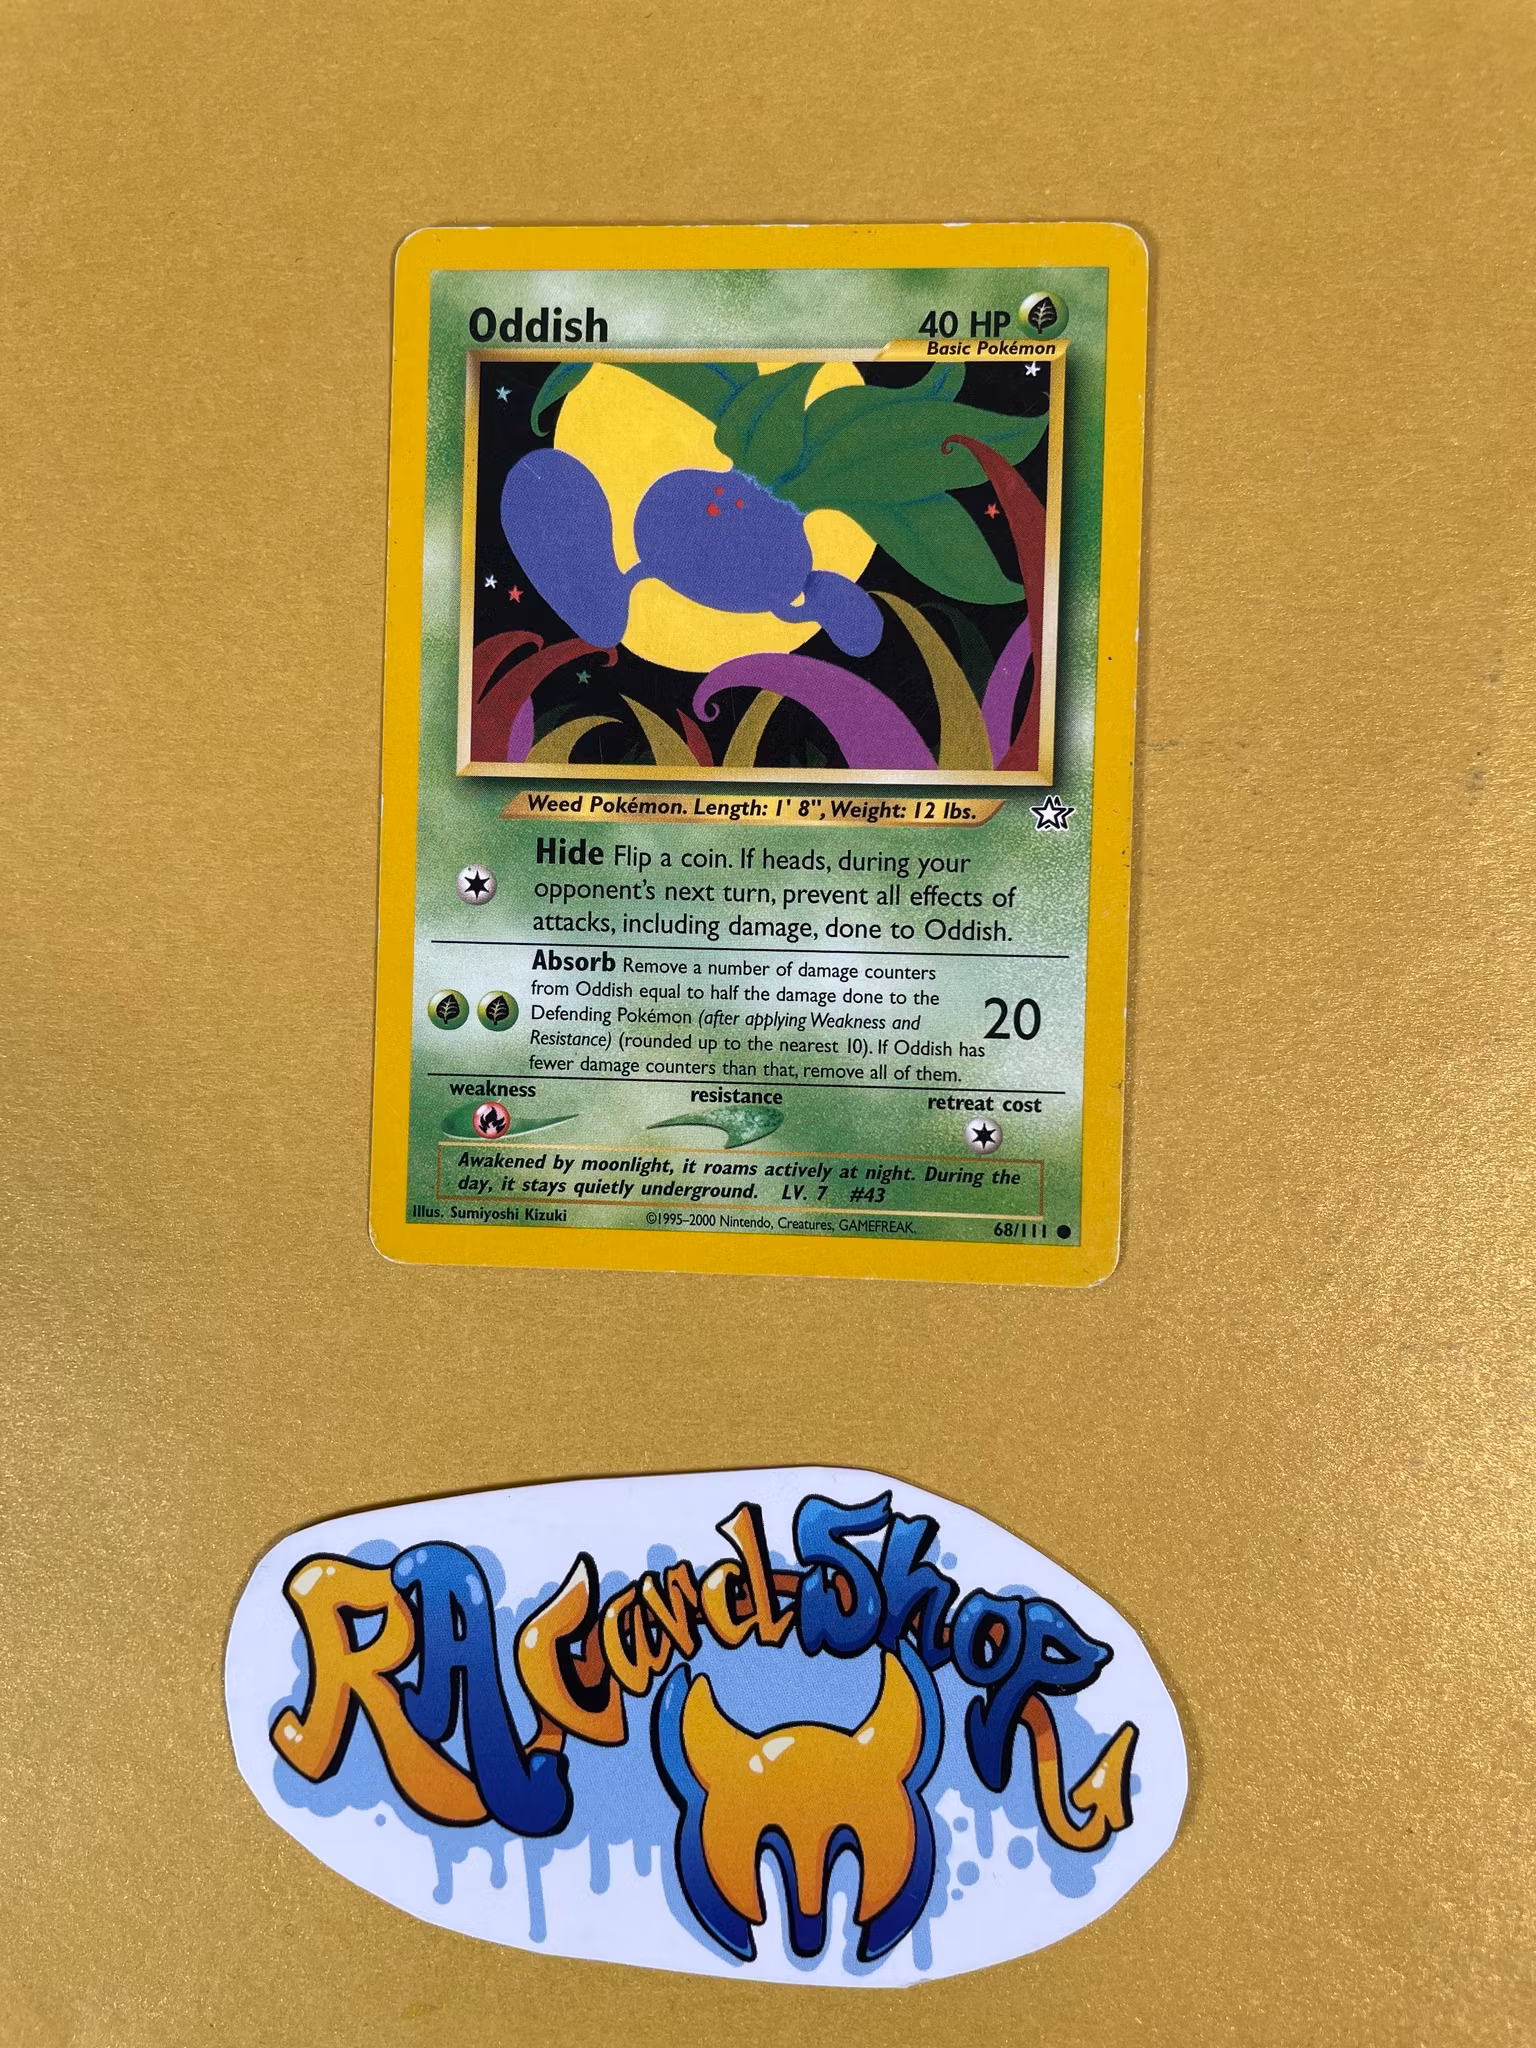 Oddish
40 HP
Basic Pokémon
Weed Pokémon. Length: 1' 8", Weight: 12 lbs.
Hide Flip a coin. If heads, during your
opponent's next turn, prevent all effects of
attacks, including damage, done to Oddish.
Absorb Remove a number of damage counters
from Oddish equal to half the damage done to the
Defending Pokémon (after applying Weakness and
Resistance) (rounded up to the nearest 10). If Oddish has
fewer damage counters than that, remove all of them.
20
weakness
resistance
retreat cost
Awakened by moonlight, it roams actively at night. During the
day, it stays quietly underground. LV. 7 #43
Illus. Sumiyoshi Kizuki
©1995–2000 Nintendo, Creatures, GAMEFREAK.
68/111
RA Card Shop